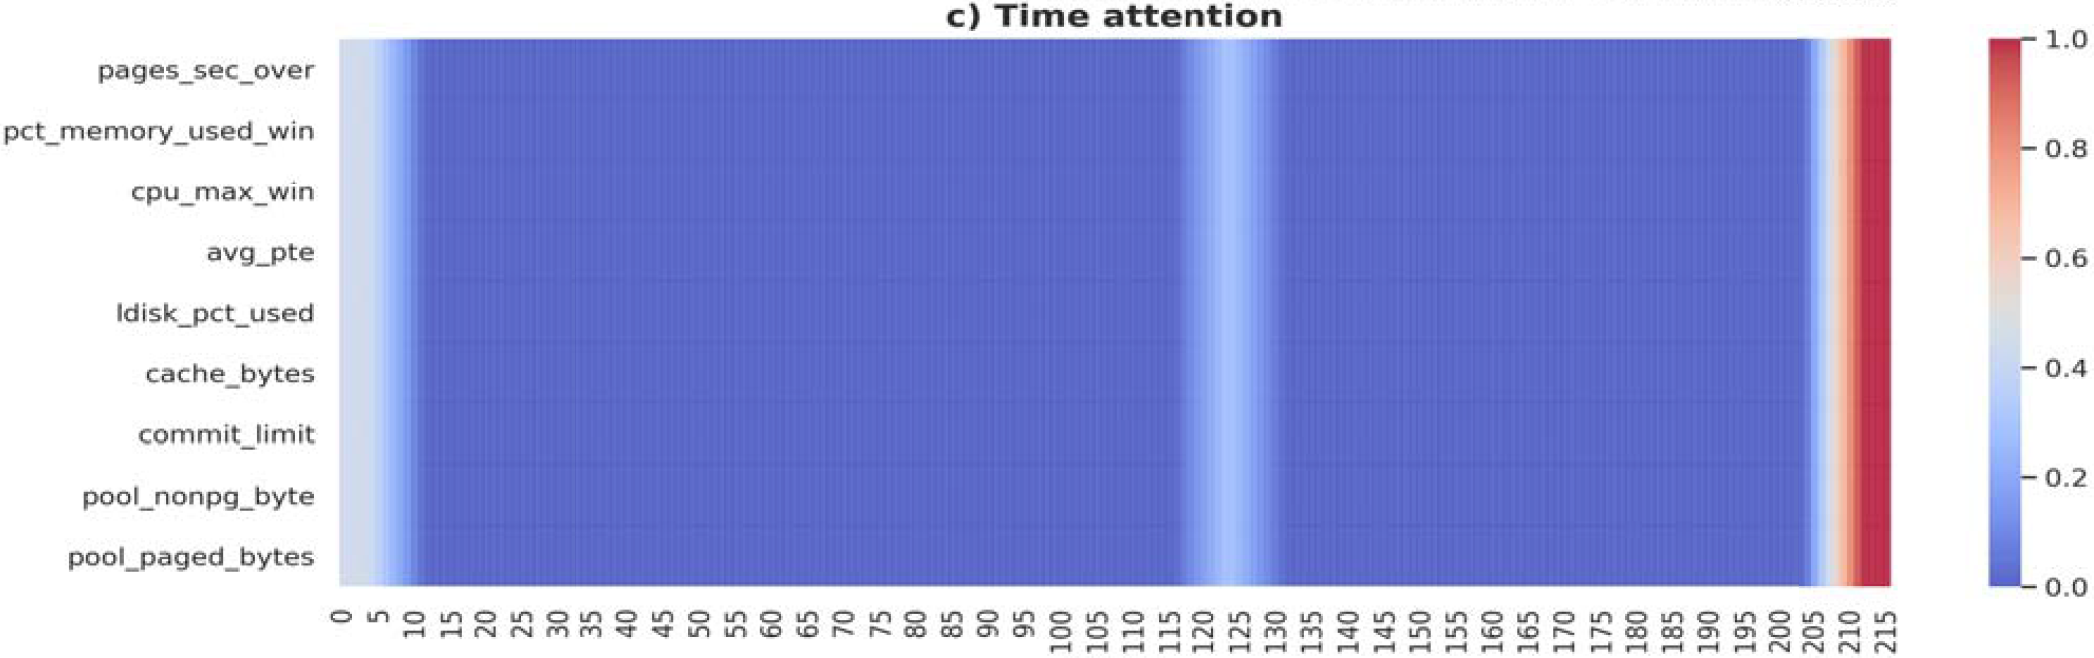 c) Time attention
pages_sec_over
pct_memory_used_win
cpu_max_win
avg_pte
ldisk_pct_used
cache_bytes
commit_limit
pool_nonpg_byte
pool_paged_bytes
0 5 10 15 20 25 30 35 40 45 50 55 60 65 70 75 80 85 90 95 100 105 110 115 120 125 130 135 140 145 150 155 160 165 170 175 180 185 190 195 200 205 210 215
1.0
0.8
0.6
0.4
0.2
0.0